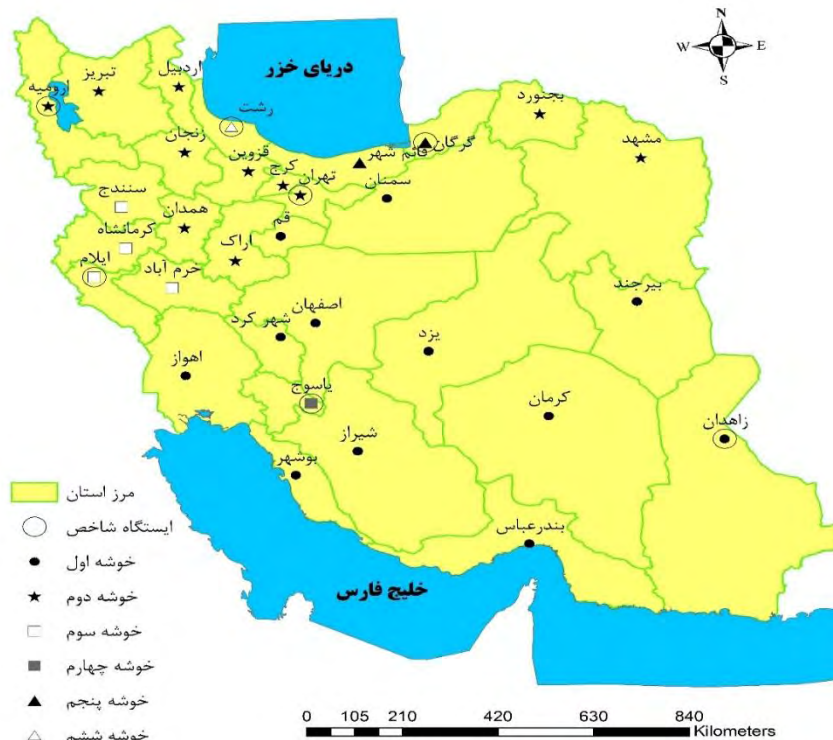 N
W E
S
دریای خزر
اردبیل
تبریز
ارومیه
بجنورد
رشت
مشهد
گرگان
قائم شهر
زنجان
قزوین
کرج
تهران
سمنان
سنندج
همدان
قم
کرمانشاه
اراک
ایلام
خرم آباد
بیرجند
اصفهان
شهر کرد
یزد
اهواز
یاسوج
کرمان
زاهدان
شیراز
بوشهر
بندرعباس
خلیج فارس
مرز استان
ایستگاه شاخص
خوشه اول
خوشه دوم
خوشه سوم
خوشه چهارم
خوشه پنجم
خوشه ششم
0 105 210 420 630 840
Kilometers